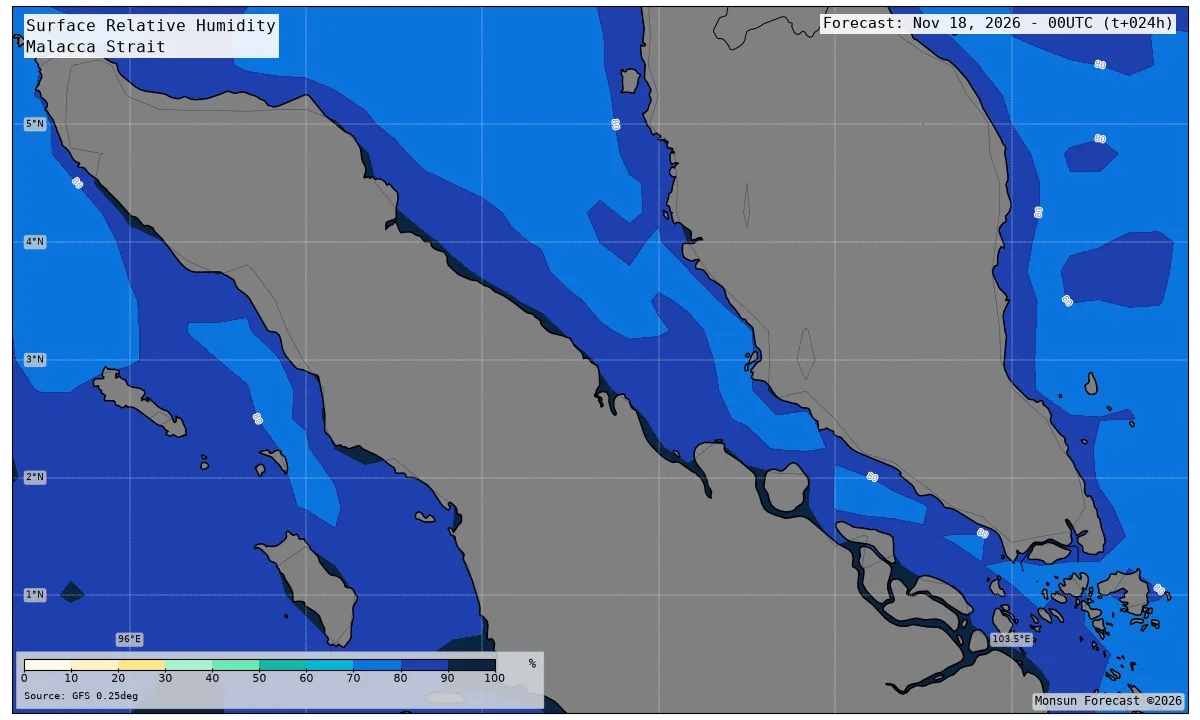 Surface Relative Humidity
Malacca Strait
Forecast: Nov 18, 2026 - 00UTC (t+024h)
80
80
5°N
80
80
80
4°N
80
3°N
80
2°N
80
80
1°N
80
96°E
103.5°E
%
0 10 20 30 40 50 60 70 80 90 100
Source: GFS 0.25deg
Monsun Forecast ©2026